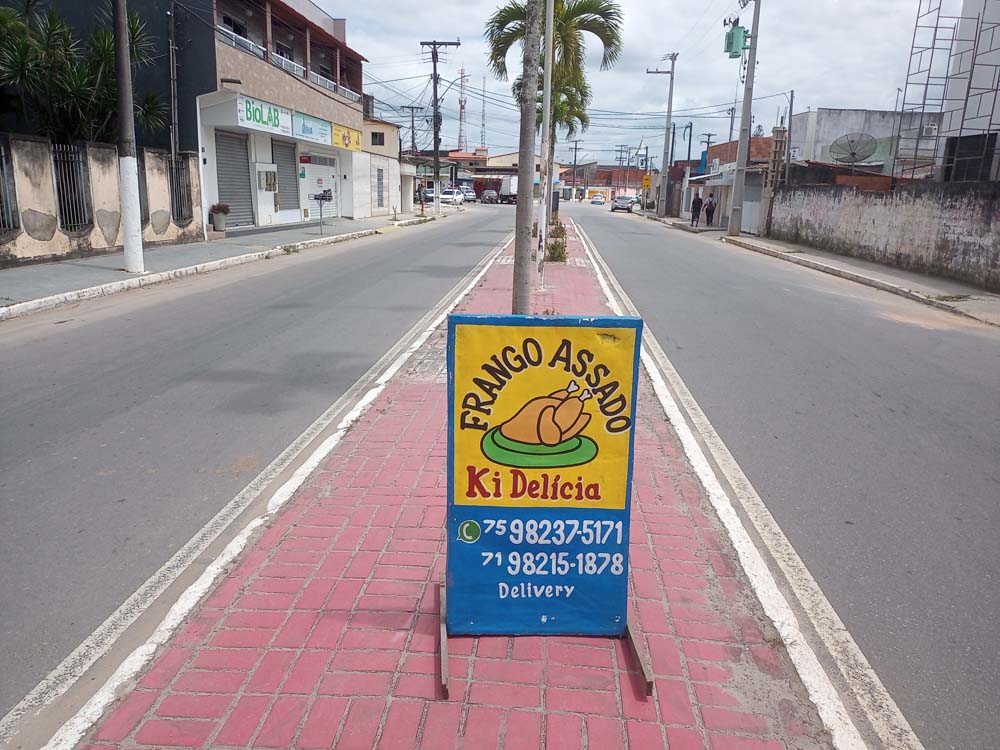 BioLAB
FRANGO ASSADO
Ki Delícia
75 98237-5171
71 98215-1878
Delivery